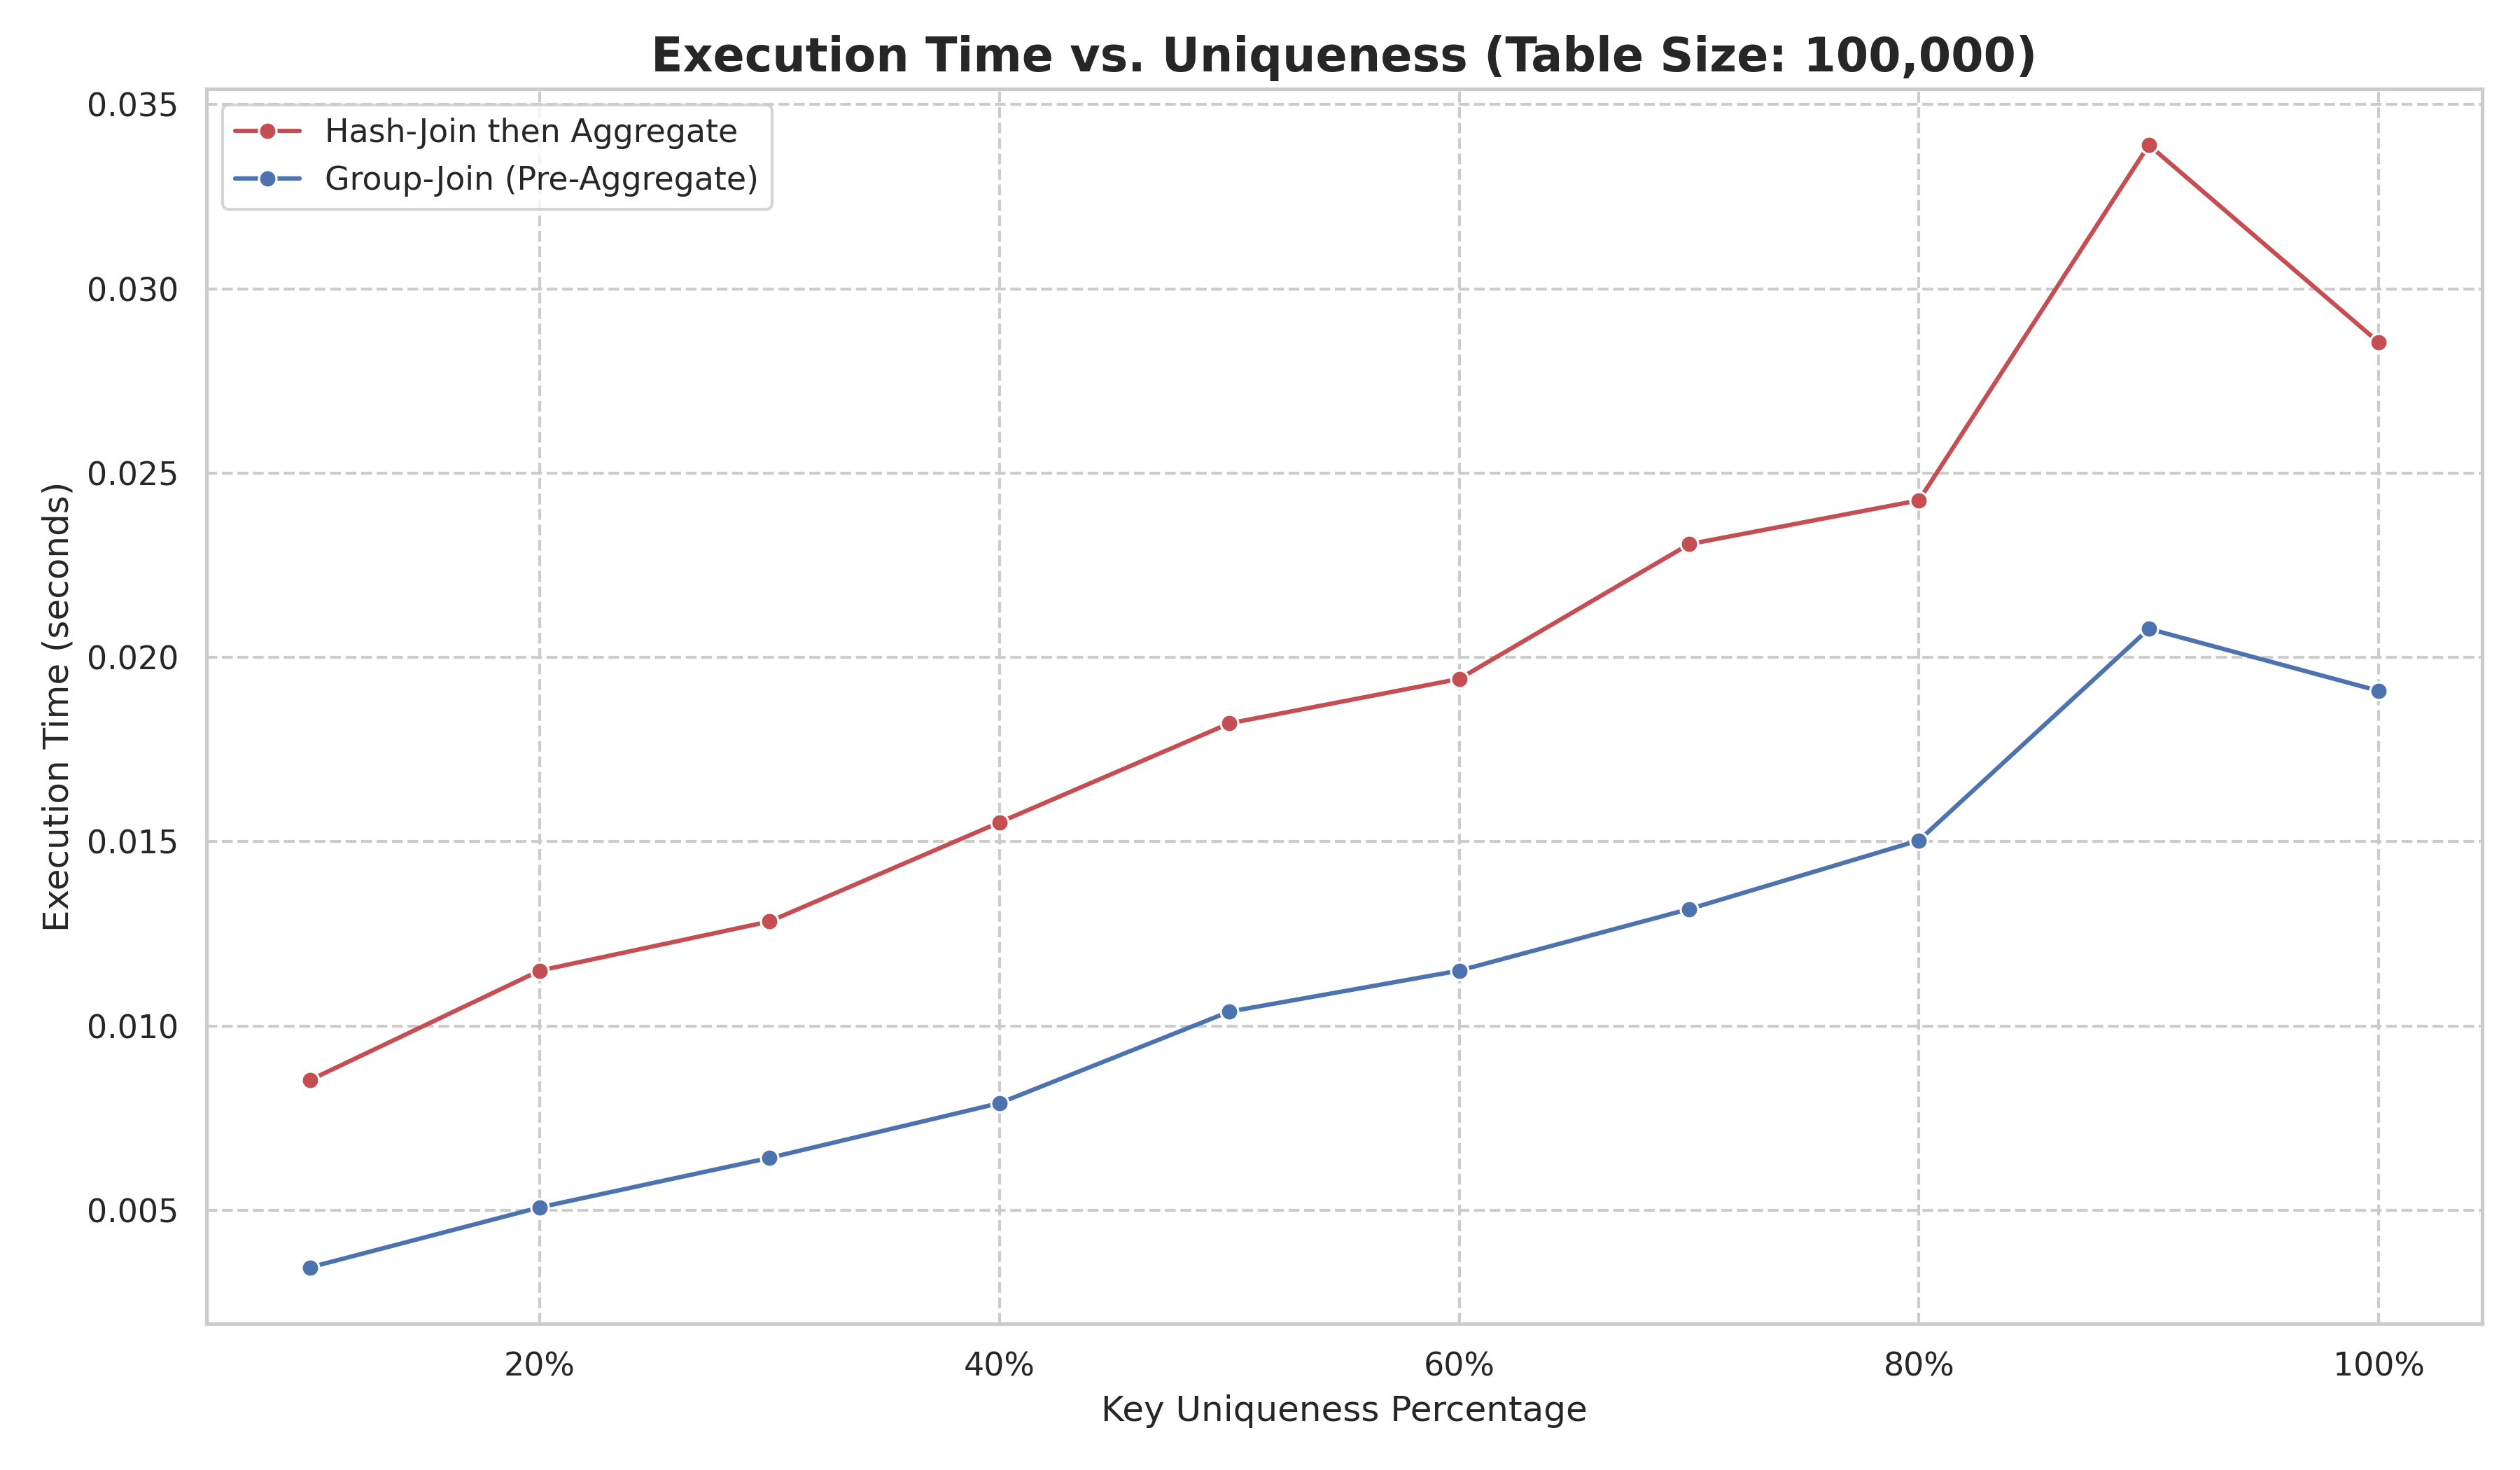 Execution Time vs. Uniqueness (Table Size: 100,000)
Hash-Join then Aggregate
Group-Join (Pre-Aggregate)
Execution Time (seconds)
0.035
0.030
0.025
0.020
0.015
0.010
0.005
20%
40%
60%
80%
100%
Key Uniqueness Percentage